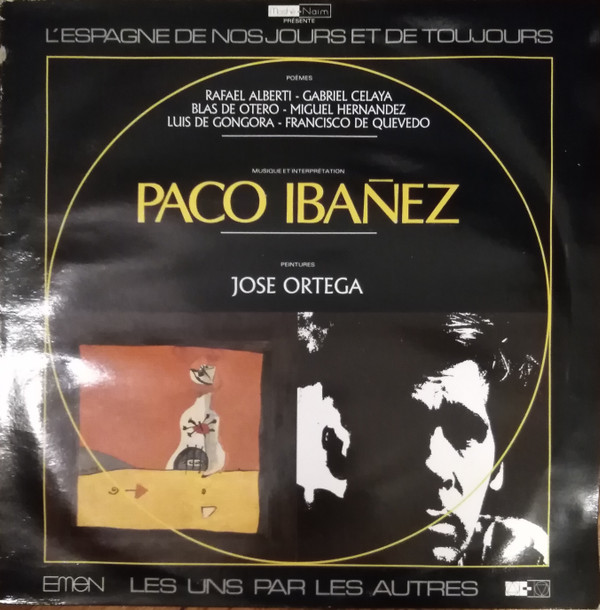 Moshé-Naim
PRÉSENTE
L'ESPAGNE DE NOS JOURS ET DE TOUJOURS
POÈMES
RAFAEL ALBERTI - GABRIEL CELAYA
BLAS DE OTERO - MIGUEL HERNANDEZ
LUIS DE GONGORA - FRANCISCO DE QUEVEDO
MUSIQUE ET INTERPRÉTATION
PACO IBAÑEZ
PEINTURES
JOSE ORTEGA
EMEN LES UNS PAR LES AUTRES